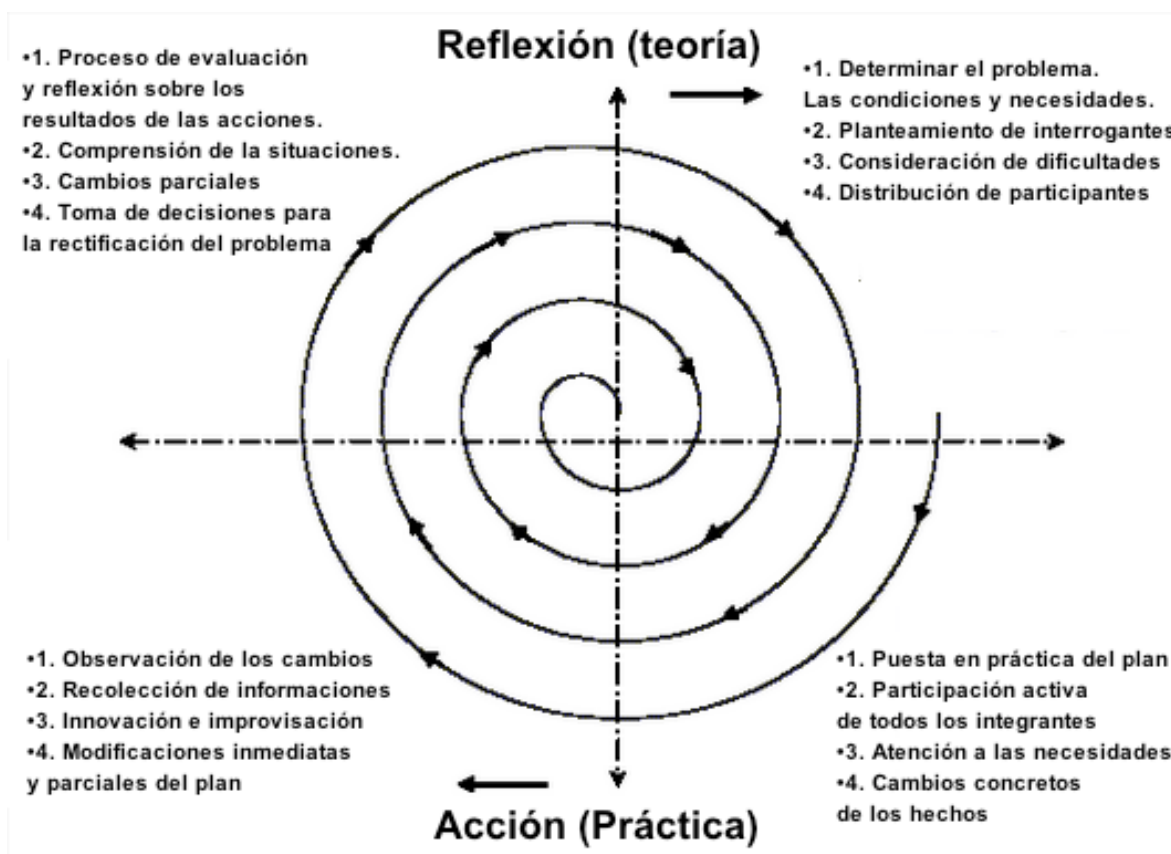 Reflexión (teoría)
•1. Proceso de evaluación
y reflexión sobre los
resultados de las acciones.
•2. Comprensión de la situaciones.
•3. Cambios parciales
•4. Toma de decisiones para
la rectificación del problema
•1. Determinar el problema.
Las condiciones y necesidades.
•2. Planteamiento de interrogantes
•3. Consideración de dificultades
•4. Distribución de participantes
•1. Observación de los cambios
•2. Recolección de informaciones
•3. Innovación e improvisación
•4. Modificaciones inmediatas
y parciales del plan
•1. Puesta en práctica del plan
•2. Participación activa
de todos los integrantes
•3. Atención a las necesidades
•4. Cambios concretos
de los hechos
Acción (Práctica)